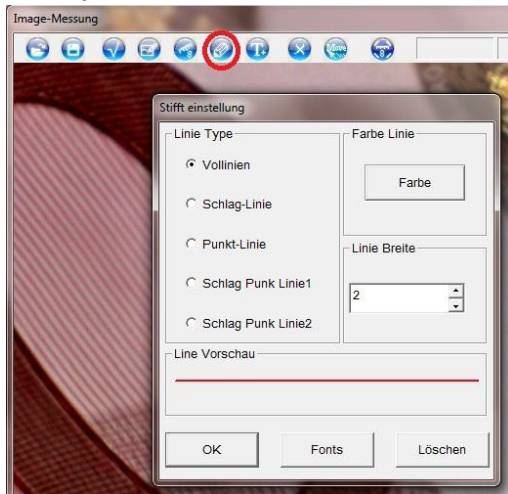 Image-Messung
Stifft einstellung
Linie Type
Vollinien
Schlag-Linie
Punkt-Linie
Schlag Punk Linie1
Schlag Punk Linie2
Farbe Linie
Farbe
Linie Breite
2
Line Vorschau
OK
Fonts
Löschen